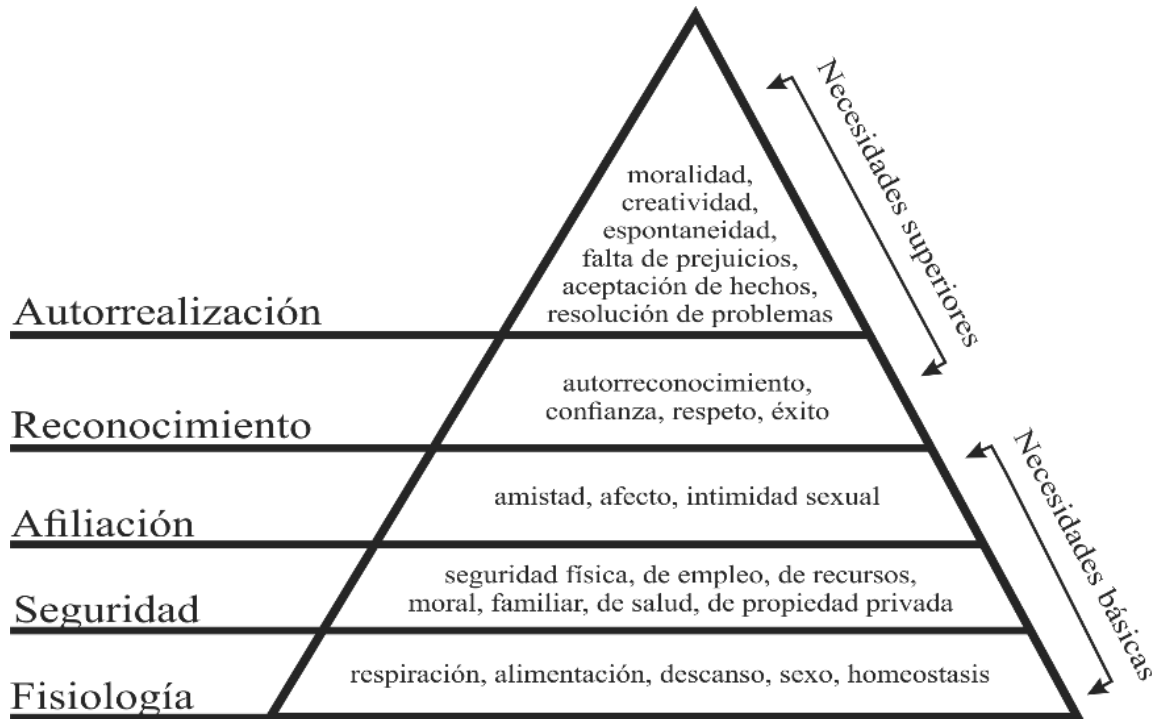 Necesidades superiores
moralidad,
creatividad,
espontaneidad,
falta de prejuicios,
aceptación de hechos,
resolución de problemas
Autorrealización
autorreconocimiento,
confianza, respeto, éxito
Reconocimiento
Necesidades básicas
amistad, afecto, intimidad sexual
Afiliación
seguridad física, de empleo, de recursos,
moral, familiar, de salud, de propiedad privada
Seguridad
respiración, alimentación, descanso, sexo, homeostasis
Fisiología